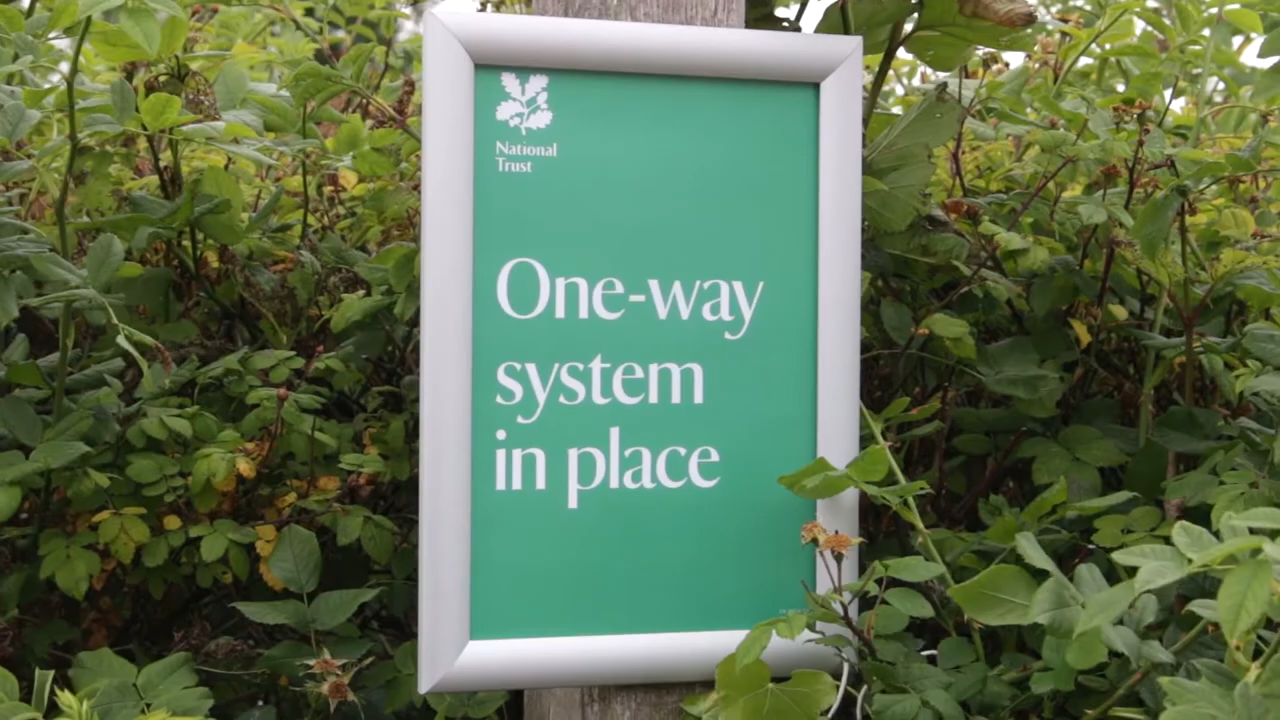 National
Trust
One-way
system
in place